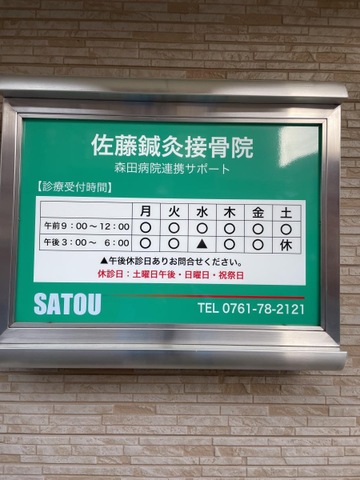 佐藤鍼灸接骨院
森田病院連携サポート
【診療受付時間】
月 火 水 木 金 土
午前9:00〜12:00 ○ ○ ○ ○ ○ ○
午後3:00〜 6:00 ○ ○ ▲ ○ ○ 休
▲午後休診日ありお問合せください。
休診日:土曜日午後・日曜日・祝祭日
SATOU
TEL 0761-78-2121